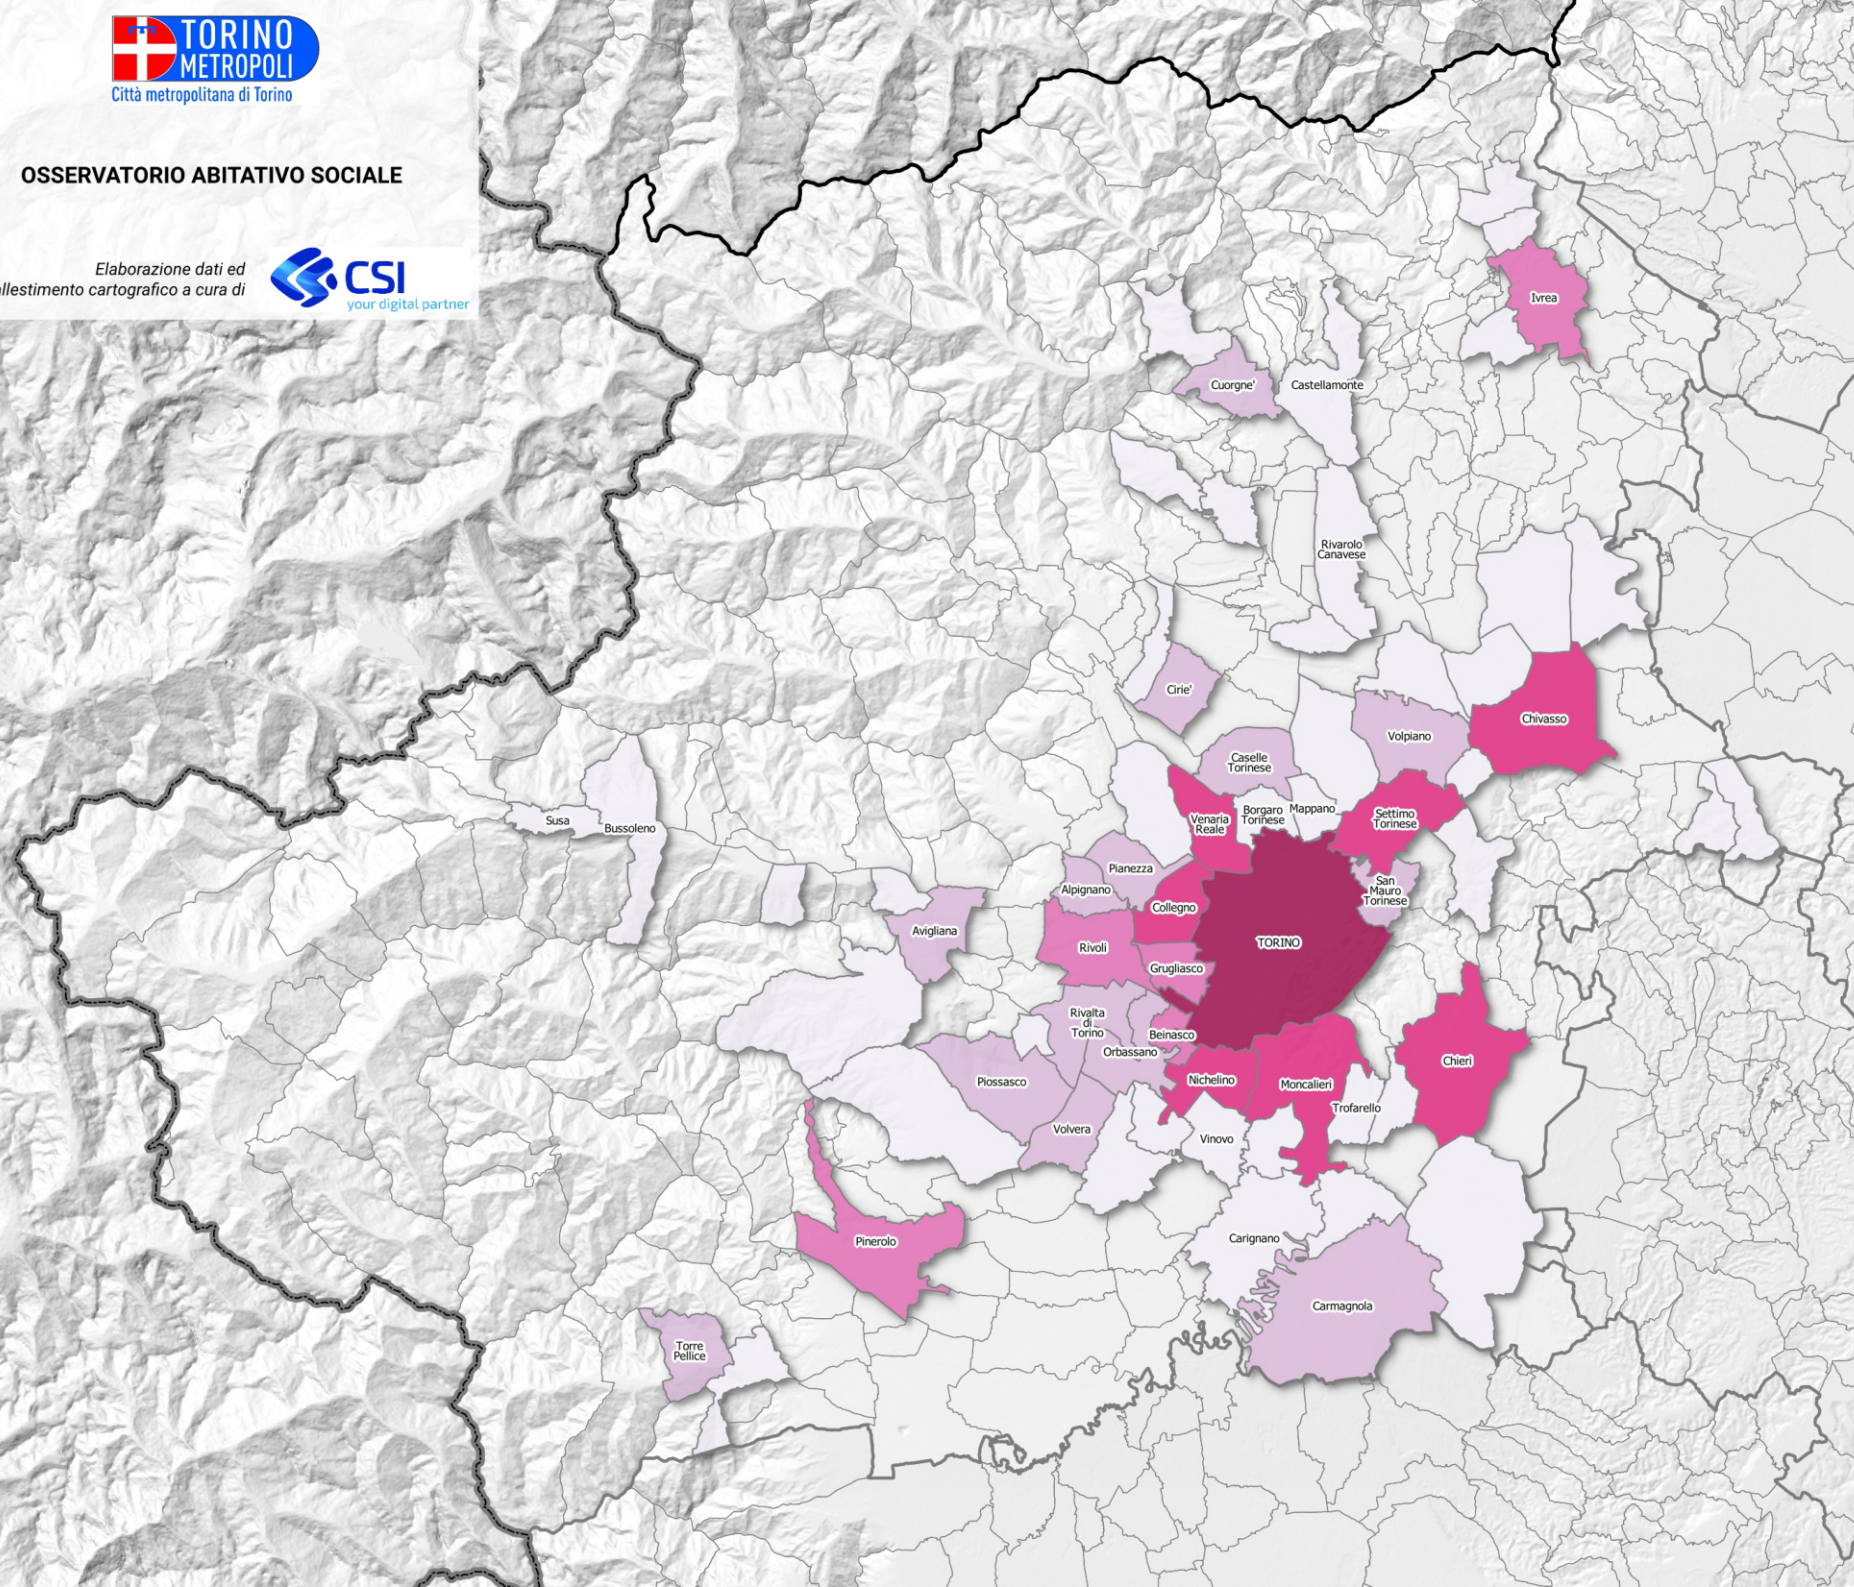 TORINO
METROPOLI
Città metropolitana di Torino
OSSERVATORIO ABITATIVO SOCIALE
Elaborazione dati ed
llestimento cartografico a cura di
CSI
your digital partner
Ivrea
Cuorgne'
Castellamonte
Rivarolo
Canavese
Cirie'
Chivasso
Volpiano
Caselle
Torinese
Susa
Bussoleno
Venaria
Reale
Borgaro
Torinese
Mappano
Settimo
Torinese
Pianezza
Alpignano
San
Mauro
Torinese
Collegno
Avigliana
Rivoli
TORINO
Grugliasco
Rivalta
di
Torino
Beinasco
Orbassano
Chieri
Piossasco
Nichelino
Moncalieri
Trofarello
Volvera
Vinovo
Pinerolo
Carignano
Carmagnola
Torre
Pellice